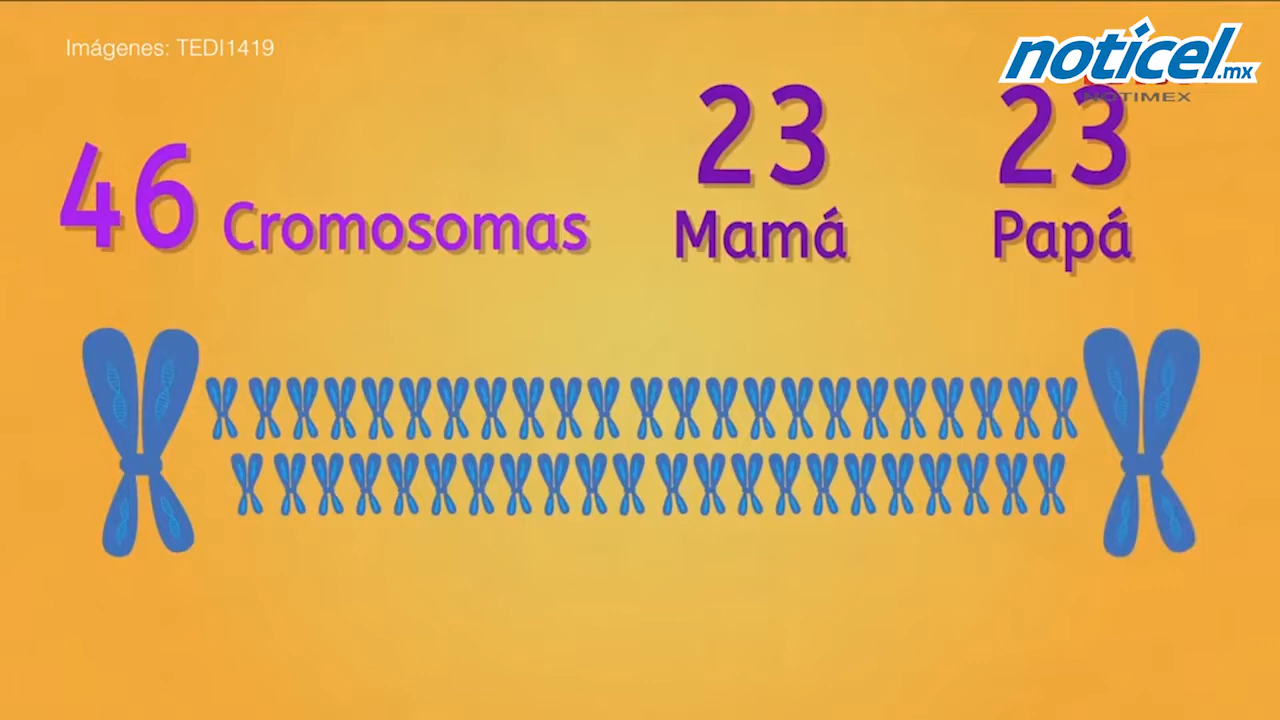 Imágenes: TEDI1419
noticel.mx
NOTIMEX
46 Cromosomas
23
Mamá
23
Papá